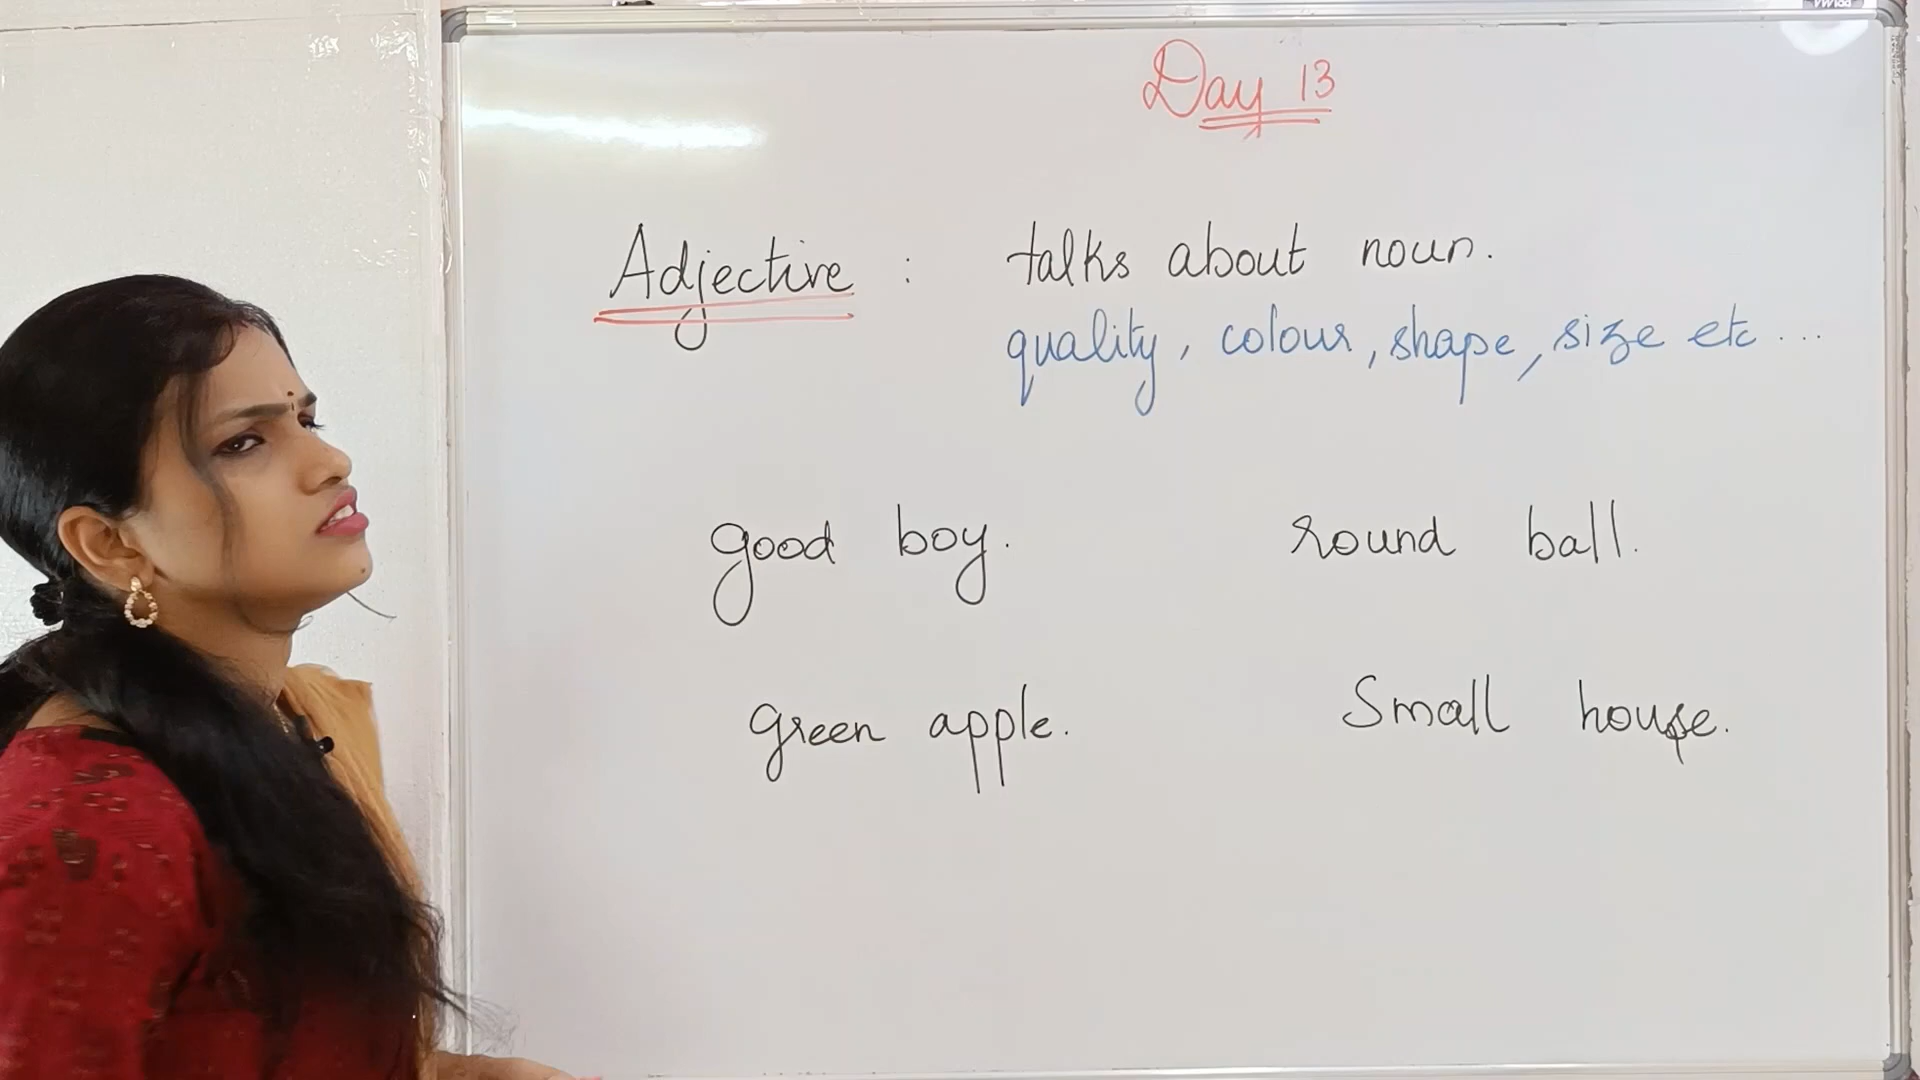 Day 13
Adjective : talks about noun.
quality, colour, shape, size etc ...
good boy. round ball.
green apple. Small house.